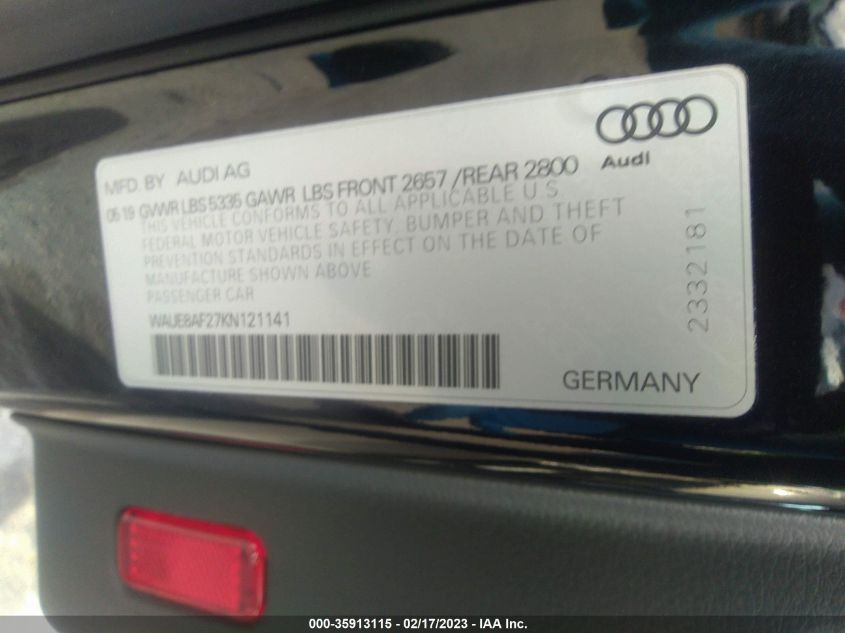 Audi
MFD. BY AUDI AG
05 19 GVWR LBS 5335 GAWR LBS FRONT 2657 /REAR 2800
THIS VEHICLE CONFORMS TO ALL APPLICABLE U.S.
FEDERAL MOTOR VEHICLE SAFETY, BUMPER AND THEFT
PREVENTION STANDARDS IN EFFECT ON THE DATE OF
MANUFACTURE SHOWN ABOVE
PASSENGER CAR
WAUE8AF27KN121141
GERMANY
2332181
000-35913115 - 02/17/2023 - IAA Inc.